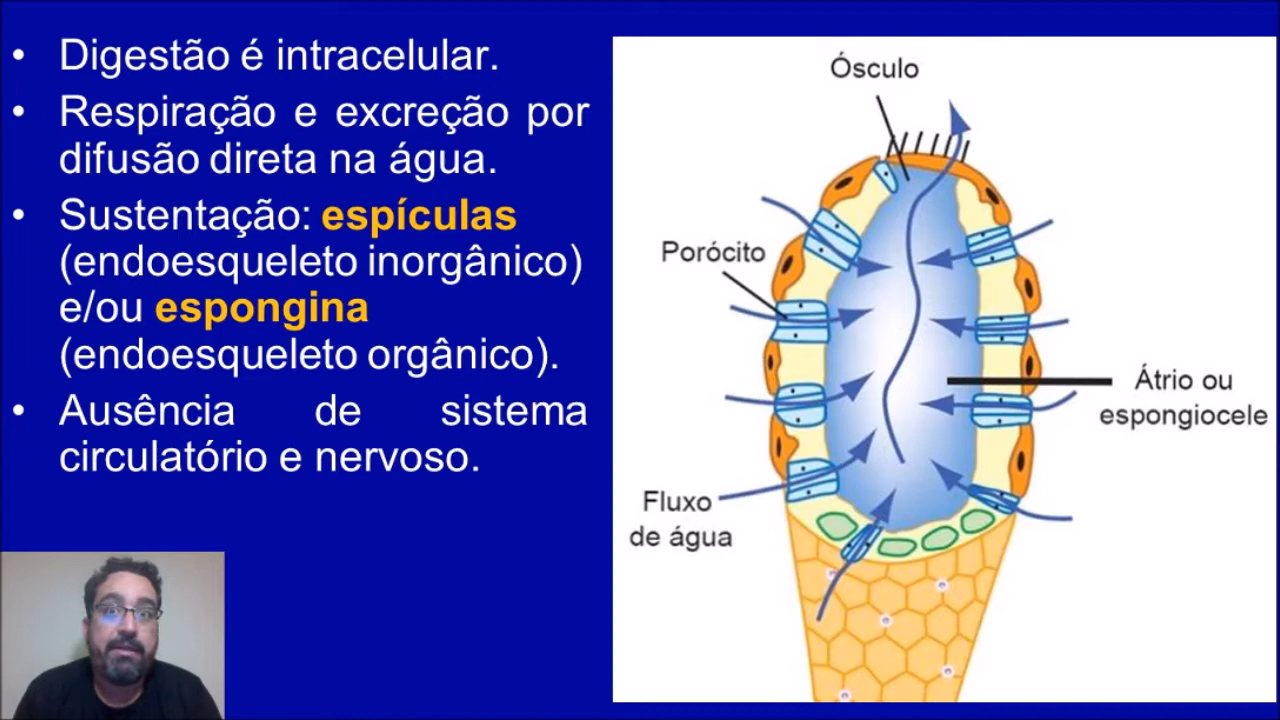 • Digestão é intracelular.
• Respiração e excreção por
difusão direta na água.
• Sustentação: espículas
(endoesqueleto inorgânico)
e/ou espongina
(endoesqueleto orgânico).
• Ausência de sistema
circulatório e nervoso.
Ósculo
Porócito
Átrio ou
espongiocele
Fluxo
de água